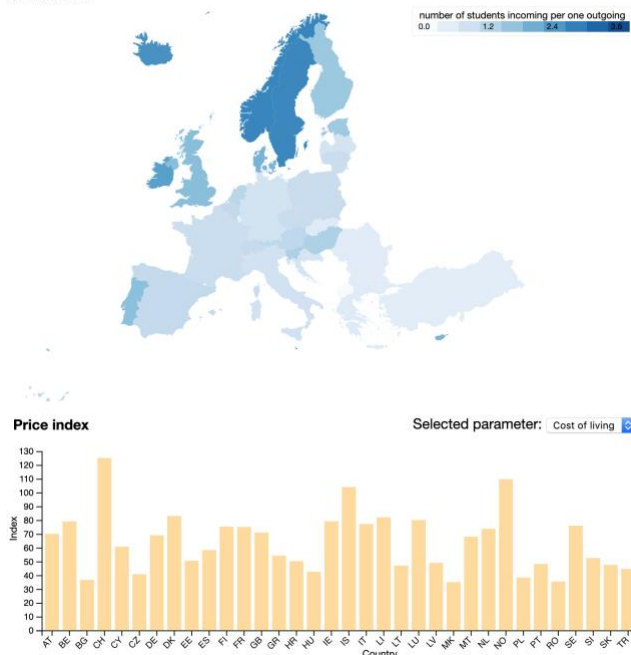 number of students incoming per one outgoing
0.0 1.2 2.4 3.6
Price index
Selected parameter: Cost of living
130
120
110
100
90
80
70
60
50
40
30
20
10
0
Index
AT BE BG CH CY CZ DE DK EE ES FI FR GB GR HR HU IE IS IT LI LT LU LV MK MT NL NO PL PT RO SE SI SK TR
Country